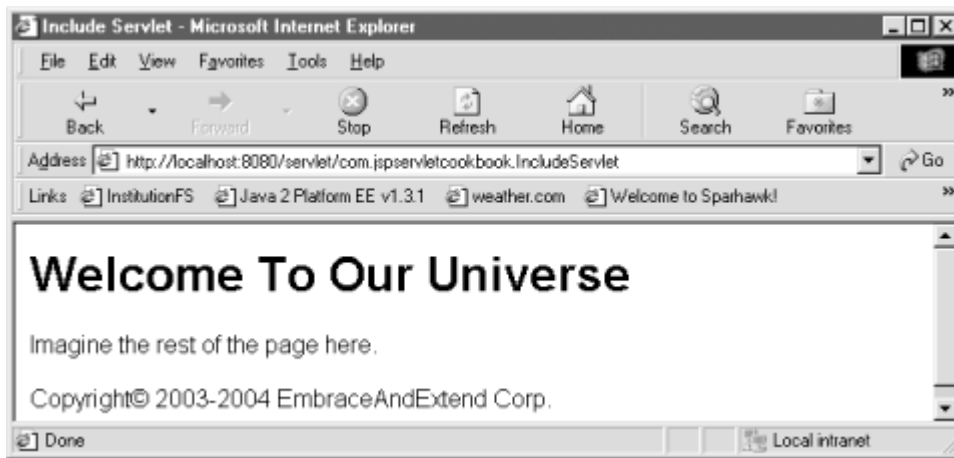 Include Servlet - Microsoft Internet Explorer
File Edit View Favorites Tools Help
Back Forward Stop Refresh Home Search Favorites »
Address http://localhost:8080/servlet/com.jspservletcookbook.IncludeServlet Go
Links InstitutionFS Java 2 Platform EE v1.3.1 weather.com Welcome to Sparhawk! »
Welcome To Our Universe
Imagine the rest of the page here.
Copyright© 2003-2004 EmbraceAndExtend Corp.
Done Local intranet